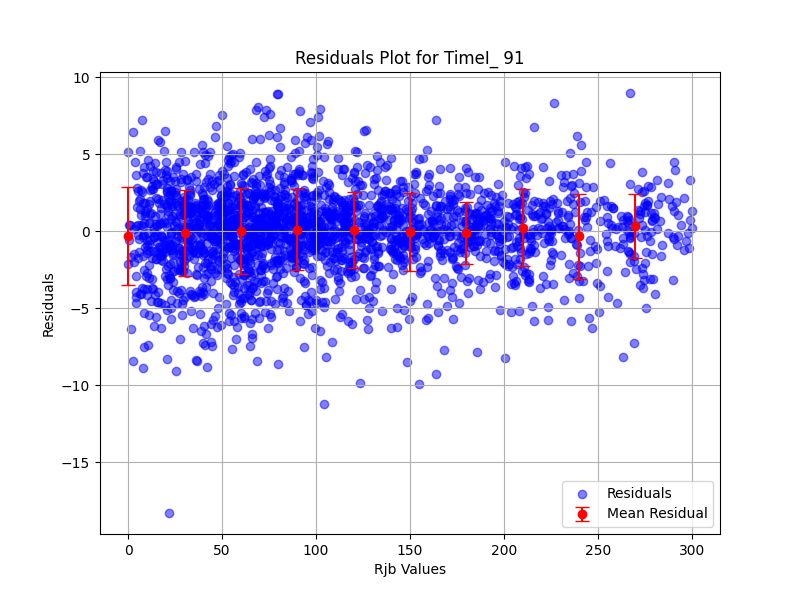 Residuals Plot for TimeI_ 91
10
5
0
−5
−10
−15
Residuals
0 50 100 150 200 250 300
Rjb Values
Residuals
Mean Residual